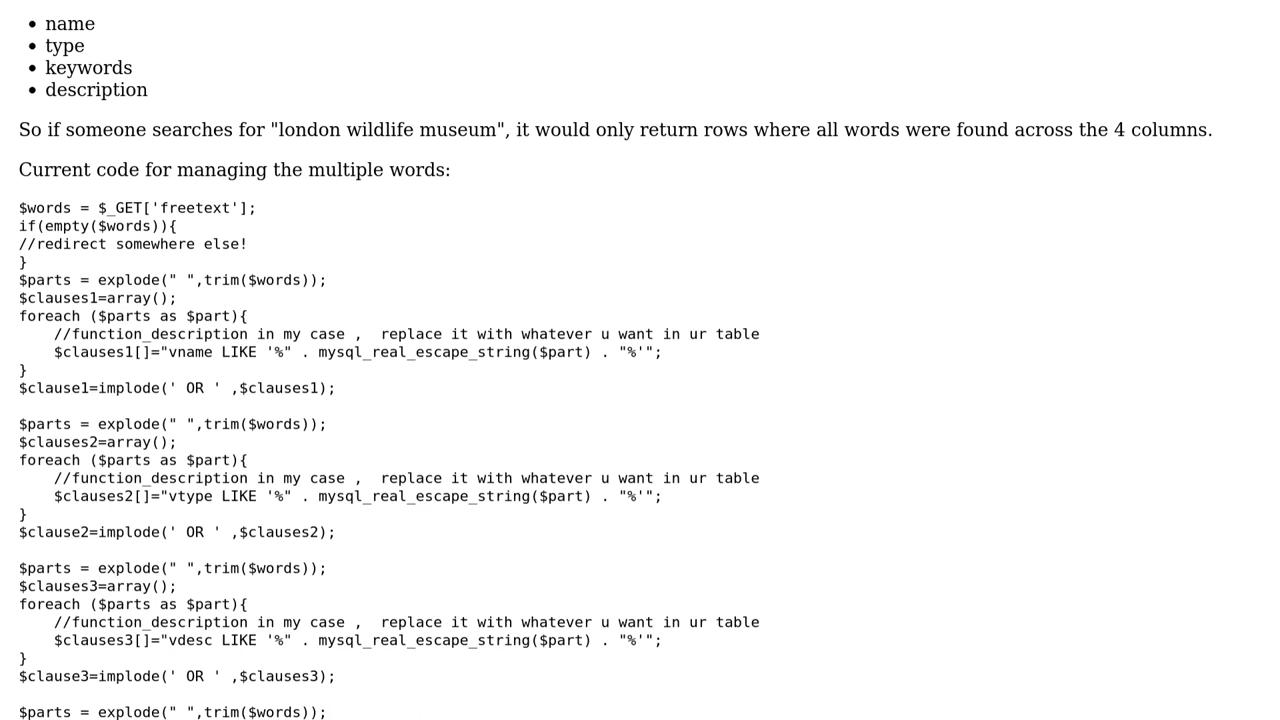 name
type
keywords
description
So if someone searches for "london wildlife museum", it would only return rows where all words were found across the 4 columns.
Current code for managing the multiple words:
$words = $_GET['freetext'];
if(empty($words)){
//redirect somewhere else!
}
$parts = explode(" ",trim($words));
$clauses1=array();
foreach ($parts as $part){
    //function_description in my case ,  replace it with whatever u want in ur table
    $clauses1[]="vname LIKE '%" . mysql_real_escape_string($part) . "%'";
}
$clause1=implode(' OR ' ,$clauses1);
$parts = explode(" ",trim($words));
$clauses2=array();
foreach ($parts as $part){
    //function_description in my case ,  replace it with whatever u want in ur table
    $clauses2[]="vtype LIKE '%" . mysql_real_escape_string($part) . "%'";
}
$clause2=implode(' OR ' ,$clauses2);
$parts = explode(" ",trim($words));
$clauses3=array();
foreach ($parts as $part){
    //function_description in my case ,  replace it with whatever u want in ur table
    $clauses3[]="vdesc LIKE '%" . mysql_real_escape_string($part) . "%'";
}
$clause3=implode(' OR ' ,$clauses3);
$parts = explode(" ",trim($words));